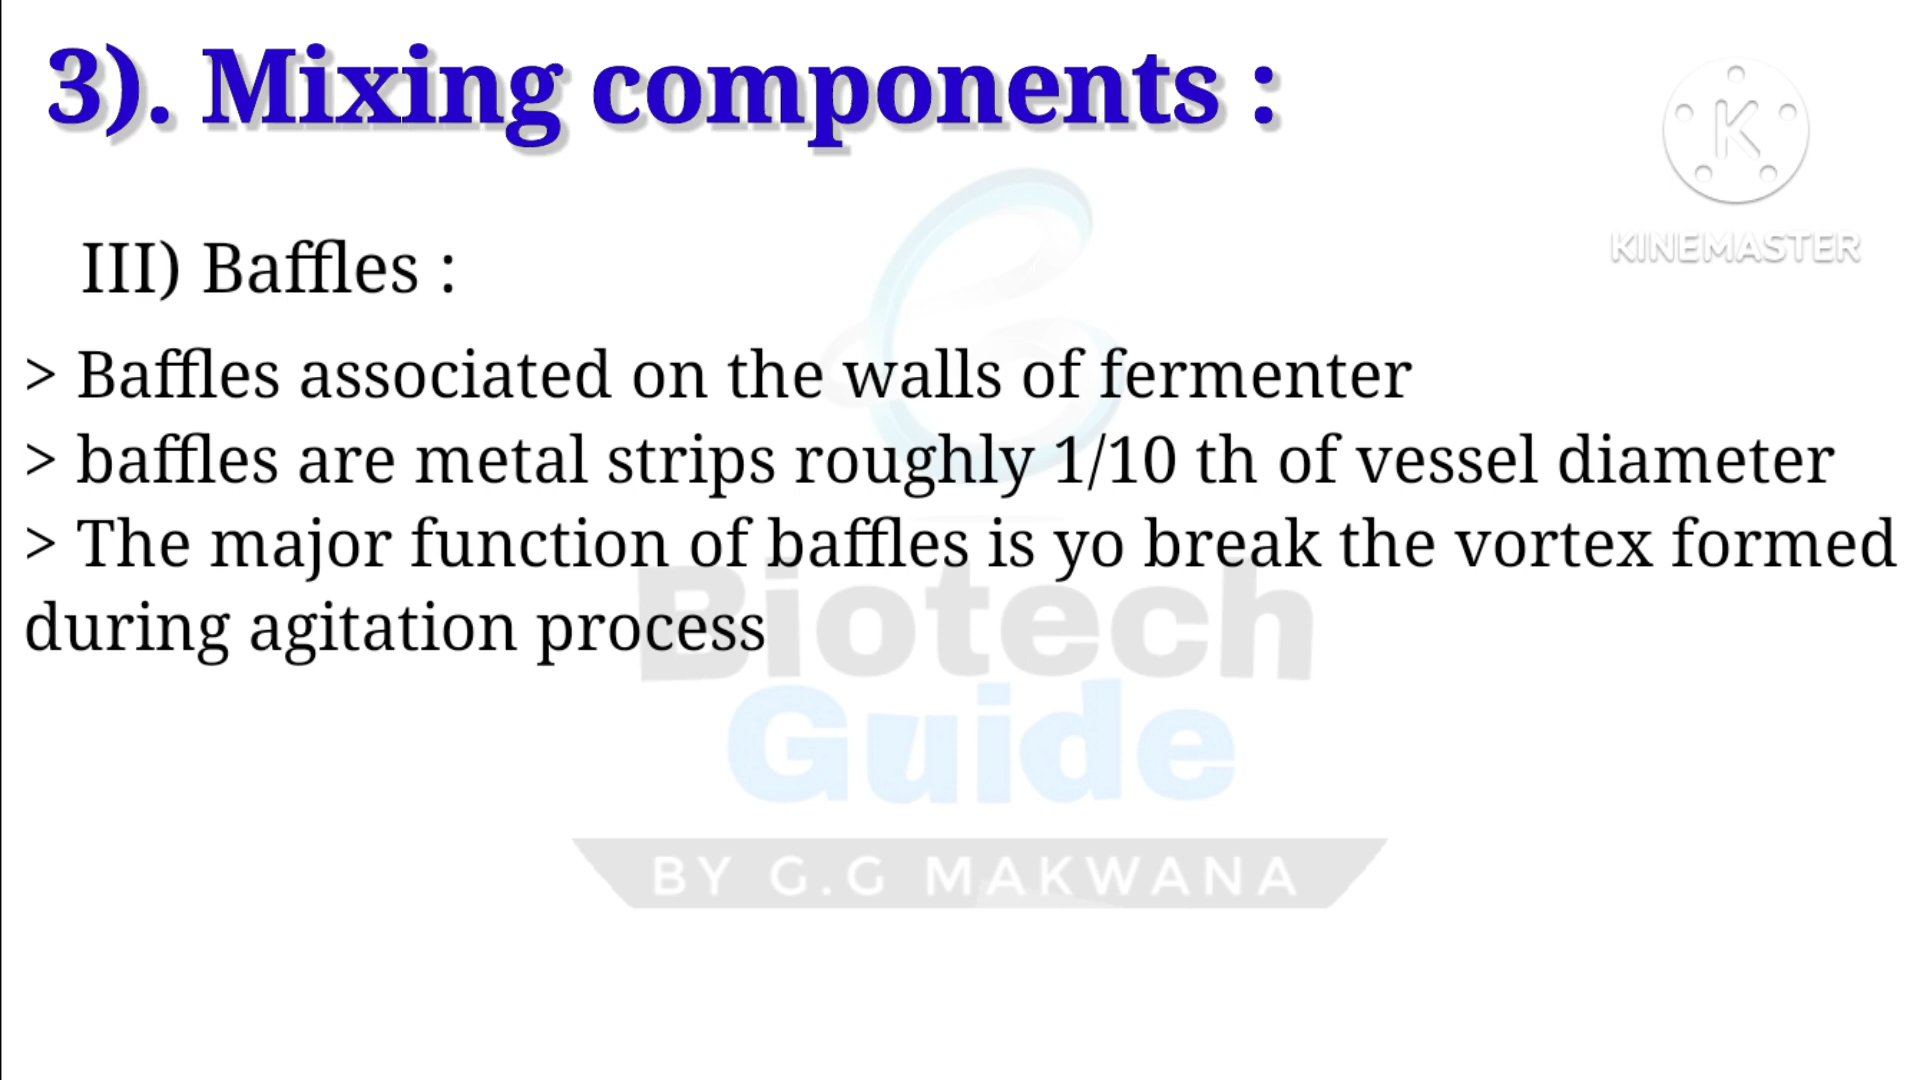 3). Mixing components :
K
KINEMASTER
III) Baffles :
> Baffles associated on the walls of fermenter
> baffles are metal strips roughly 1/10 th of vessel diameter
> The major function of baffles is yo break the vortex formed
during agitation process
Biotech
Guide
BY G.G MAKWANA